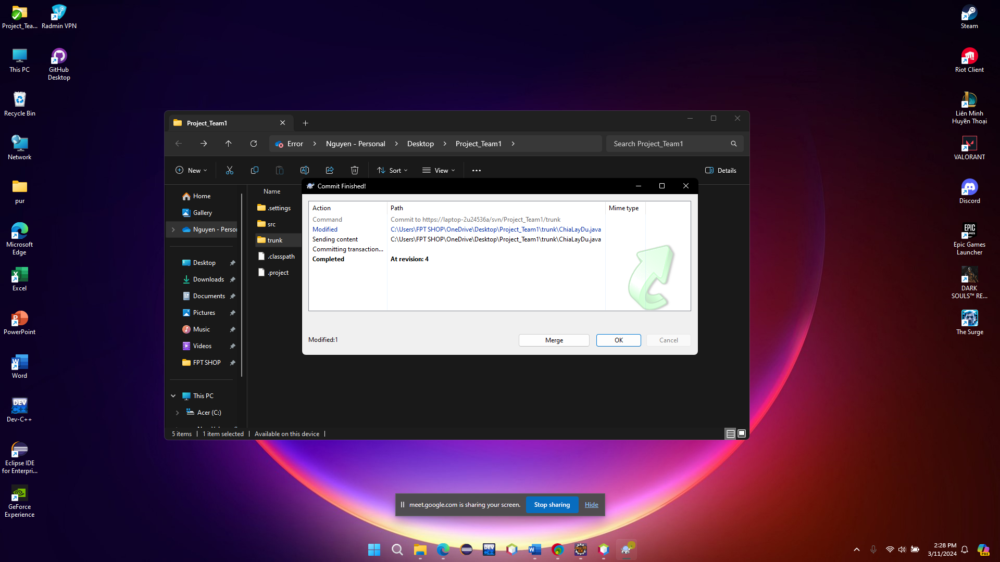 Project_Tea...
Radmin VPN
This PC
GitHub
Desktop
Recycle Bin
Network
pur
Microsoft
Edge
Excel
PowerPoint
Word
DEV
Dev-C++
Eclipse IDE
for Enterpri...
GeForce
Experience
Steam
Riot Client
Liên Minh
Huyền Thoại
VALORANT
Discord
EPIC
GAMES
Epic Games
Launcher
DARK
SOULS™ RE...
The Surge
Project_Team1
Error > Nguyen - Personal > Desktop > Project_Team1 >
Search Project_Team1
New
Sort
View
...
Details
Home
Gallery
Nguyen - Perso
Desktop
Downloads
Documents
Pictures
Music
Videos
FPT SHOP
This PC
Acer (C:)
Name
.settings
src
trunk
.classpath
.project
5 items | 1 item selected | Available on this device |
Commit Finished!
Action Path Mime type
Command Commit to https://laptop-2u24536a/svn/Project_Team1/trunk
Modified C:\Users\FPT SHOP\OneDrive\Desktop\Project_Team1\trunk\ChiaLayDu.java
Sending content C:\Users\FPT SHOP\OneDrive\Desktop\Project_Team1\trunk\ChiaLayDu.java
Committing transaction...
Completed At revision: 4
Modified:1
Merge
OK
Cancel
meet.google.com is sharing your screen.
Stop sharing
Hide
DEV
2:28 PM
3/11/2024
PRE